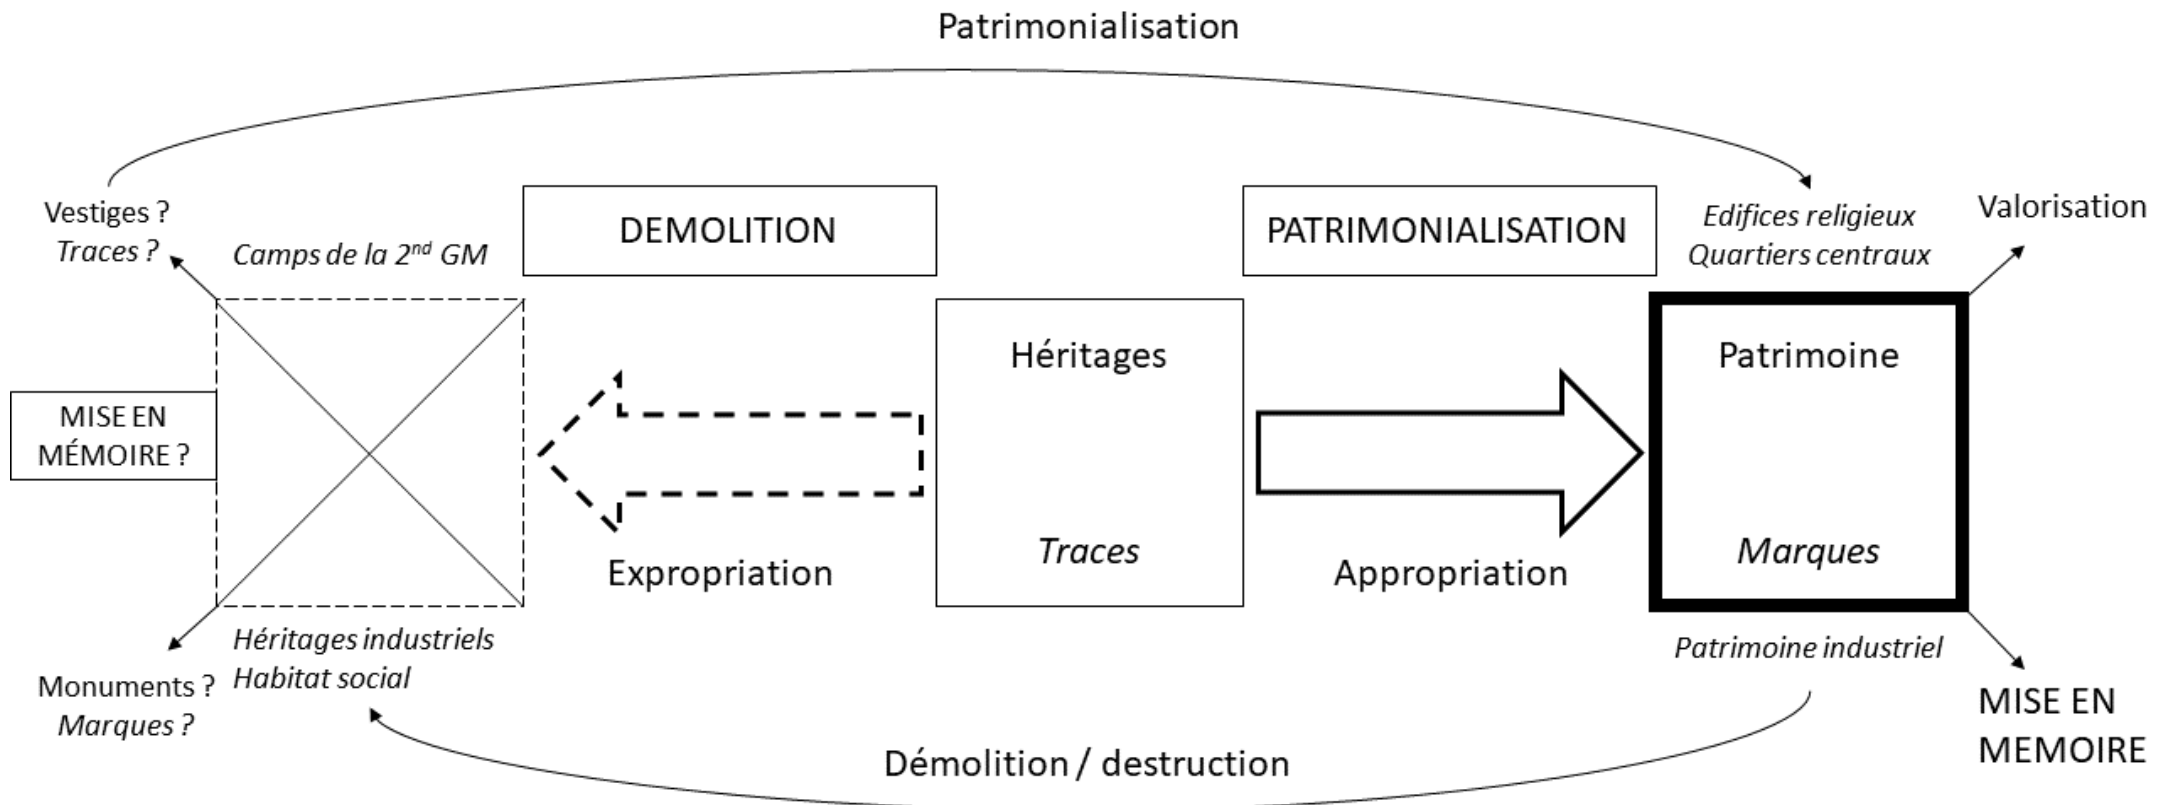 Patrimonialisation
Vestiges ?
Traces ?
Camps de la 2nd GM
DEMOLITION
PATRIMONIALISATION
Edifices religieux
Quartiers centraux
Valorisation
MISE EN
MÉMOIRE ?
Héritages
Traces
Patrimoine
Marques
Expropriation
Appropriation
Héritages industriels
Habitat social
Monuments ?
Marques ?
Patrimoine industriel
MISE EN
MEMOIRE
Démolition / destruction